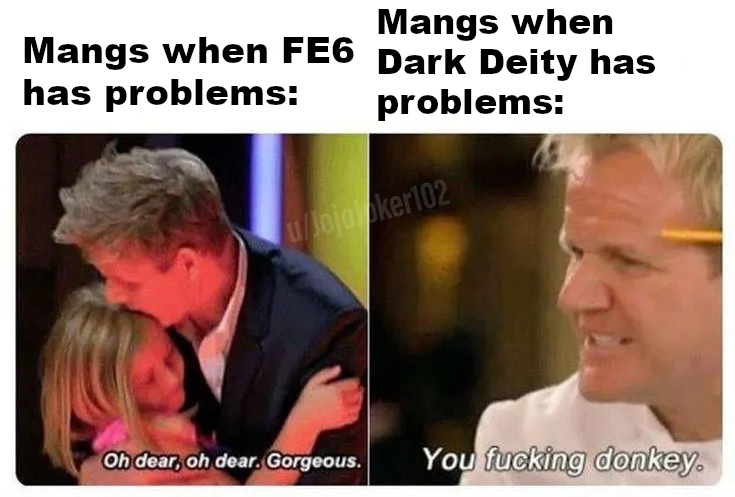 Mangs when FE6
has problems:
Mangs when
Dark Deity has
problems:
u/Jojojoker102
Oh dear, oh dear. Gorgeous.
You fucking donkey.